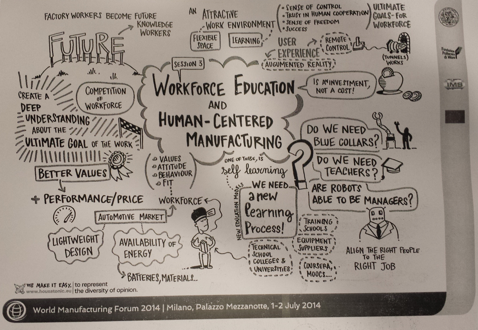 FACTORY WORKERS BECOME FUTURE
KNOWLEDGE
WORKERS
FUTURE
AN ATTRACTIVE
WORK ENVIRONMENT
FLEXIBLE
SPACE
LEARNING
SENSE OF CONTROL
TRUST IN HUMAN COOPERATION
SENSE OF FREEDOM
SUCCESS
ULTIMATE
GOALS FOR
WORKFORCE
USER
EXPERIENCE
REMOTE
CONTROL
(TUNNELS)
WORKS
AUGMENTED REALITY
SESSION 3
WORKFORCE EDUCATION
AND
HUMAN-CENTERED
MANUFACTURING
COMPETITION
WORKFORCE
IS AN INVESTMENT,
NOT A COST!
CREATE A
DEEP
UNDERSTANDING
ABOUT THE
ULTIMATE GOAL OF THE WORK
DO WE NEED
BLUE COLLARS?
DO WE NEED
TEACHERS?
ARE ROBOTS
ABLE TO BE MANAGERS?
BETTER VALUES
+ PERFORMANCE/PRICE
AUTOMOTIVE MARKET
LIGHTWEIGHT
DESIGN
AVAILABILITY OF
ENERGY
BATTERIES, MATERIALS...
VALUES
ATTITUDE
BEHAVIOUR
FIT
WORKFORCE
ONE OF THESE, IS
self learning
NEW EDUCATION MODELS
WE NEED
a new
learning
Process!
TECHNICAL
SCHOOL
COLLEGES &
UNIVERSITIES
TRAINING
SCHOOLS
EQUIPMENT
SUPPLIERS
COURSERA,
MOOCS...
ALIGN THE RIGHT PEOPLE
TO THE
RIGHT JOB
WE MAKE IT EASY to represent
the diversity of opinion.
World Manufacturing Forum 2014 | Milano, Palazzo Mezzanotte, 1-2 July 2014